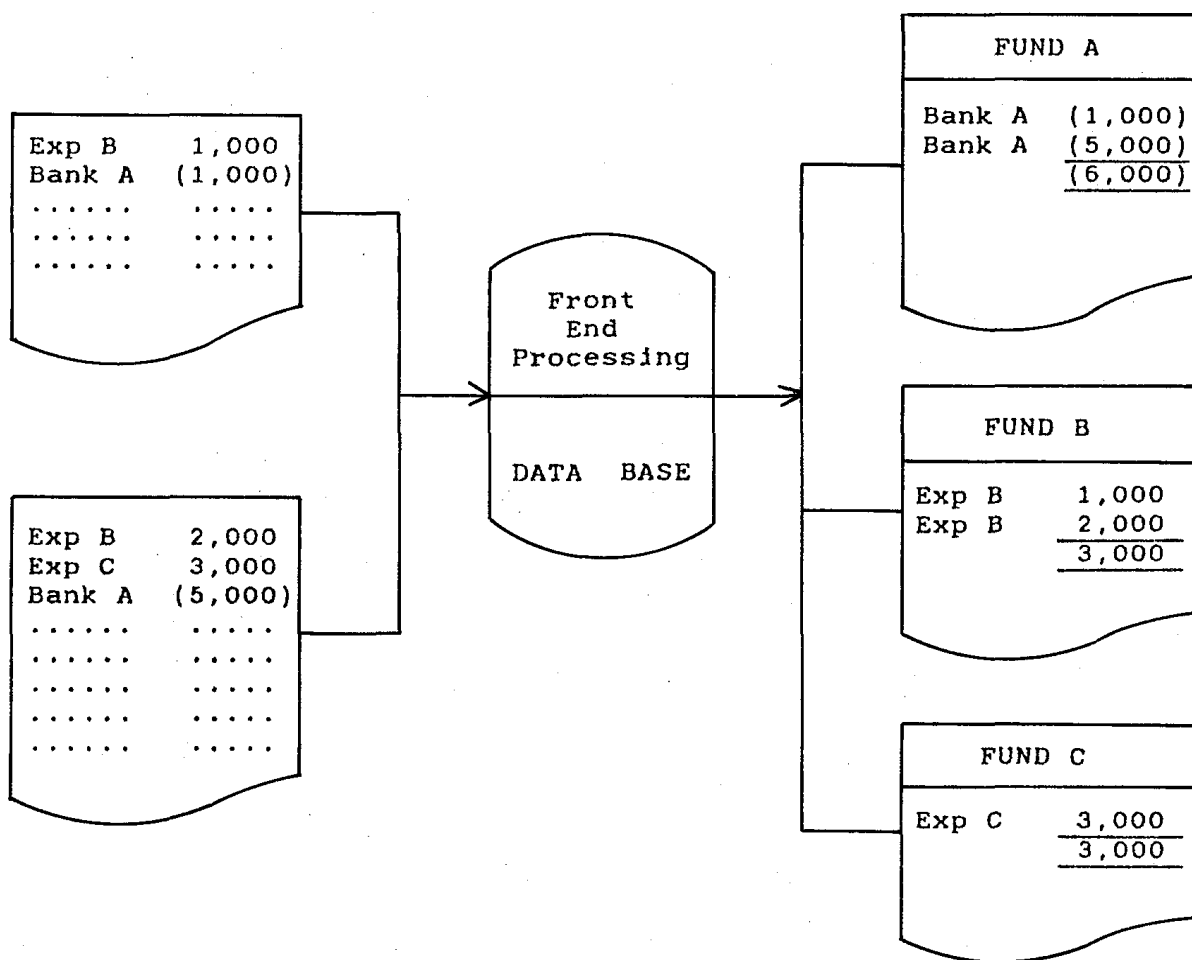 Exp B 1,000
Bank A (1,000)
...... .....
...... .....
...... .....
Exp B 2,000
Exp C 3,000
Bank A (5,000)
...... .....
...... .....
...... .....
...... .....
...... .....
Front
End
Processing
DATA BASE
FUND A
Bank A (1,000)
Bank A (5,000)
(6,000)
FUND B
Exp B 1,000
Exp B 2,000
3,000
FUND C
Exp C 3,000
3,000